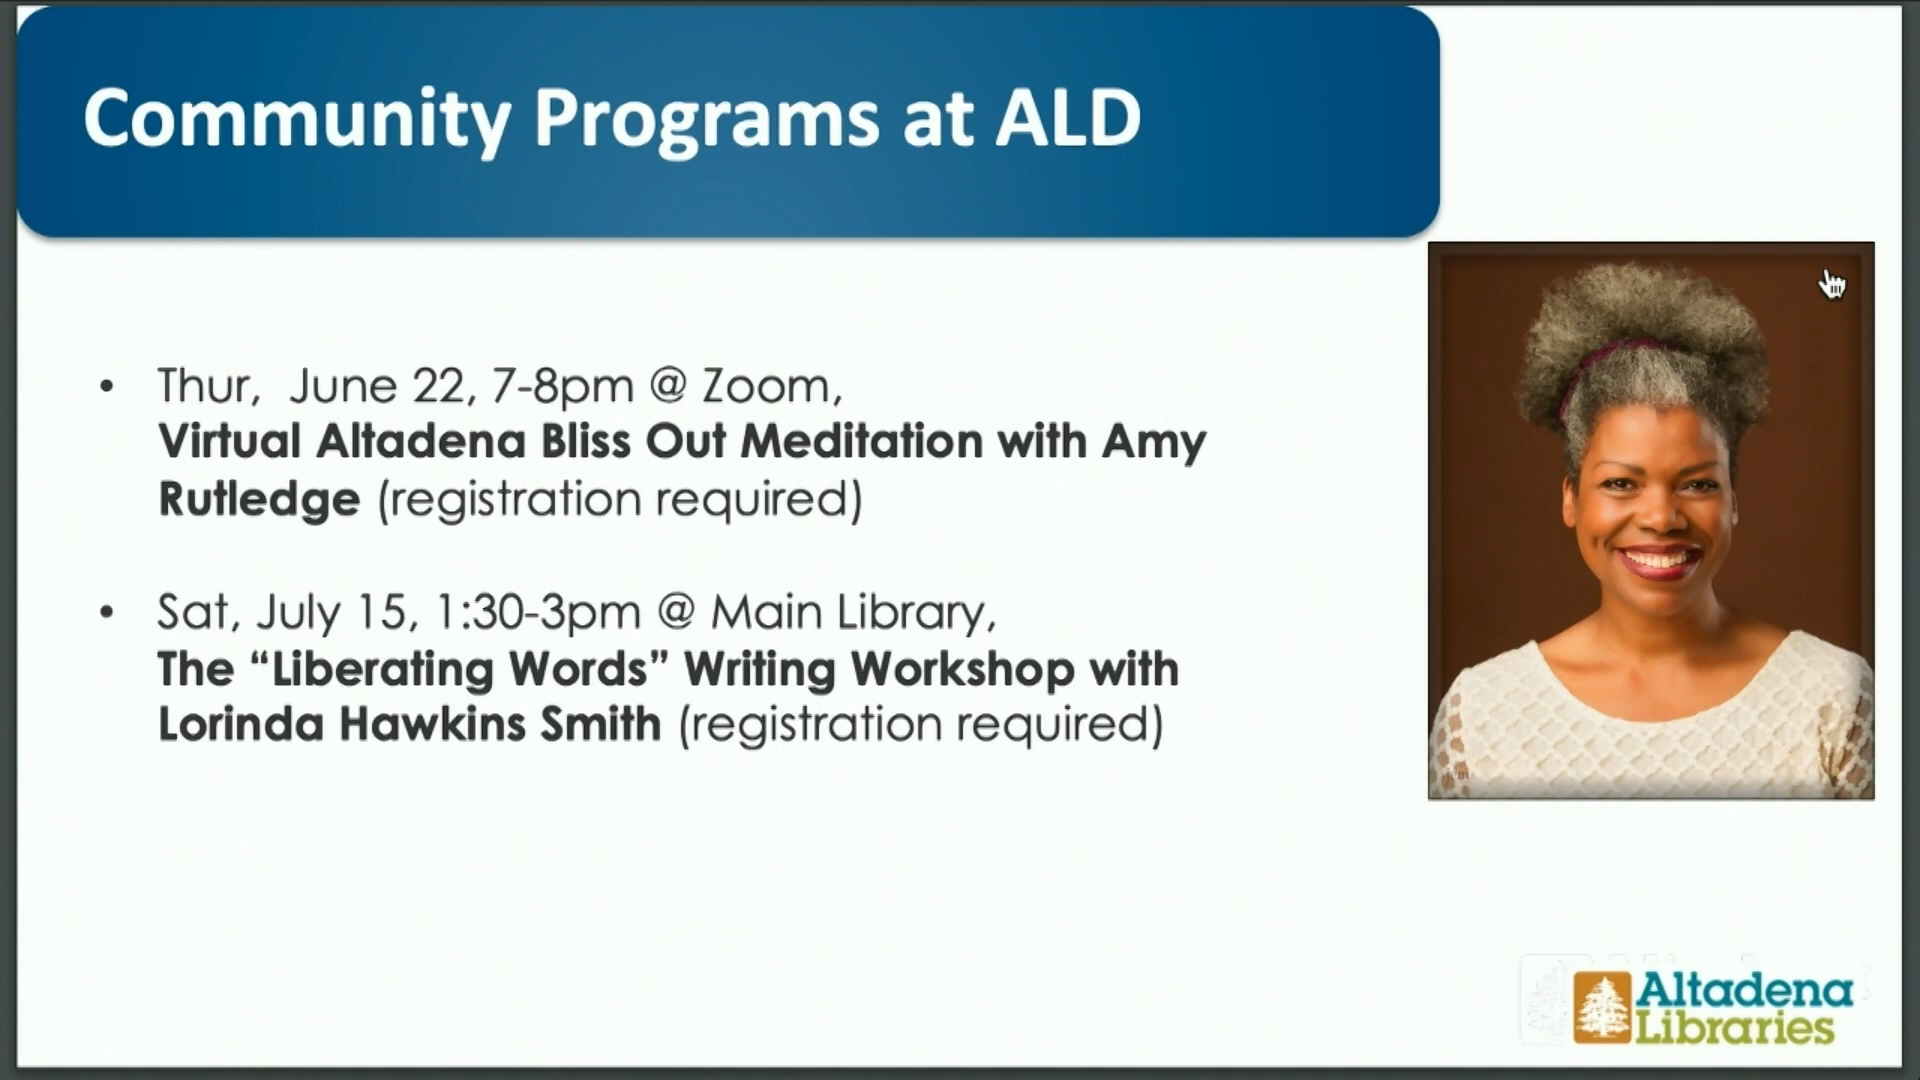 Community Programs at ALD
• Thur,  June 22, 7-8pm @ Zoom,
Virtual Altadena Bliss Out Meditation with Amy
Rutledge (registration required)
• Sat, July 15, 1:30-3pm @ Main Library,
The “Liberating Words” Writing Workshop with
Lorinda Hawkins Smith (registration required)
Altadena
Libraries